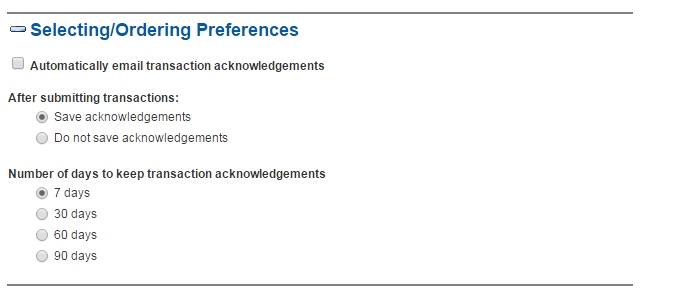 Selecting/Ordering Preferences
Automatically email transaction acknowledgements
After submitting transactions:
Save acknowledgements
Do not save acknowledgements
Number of days to keep transaction acknowledgements
7 days
30 days
60 days
90 days